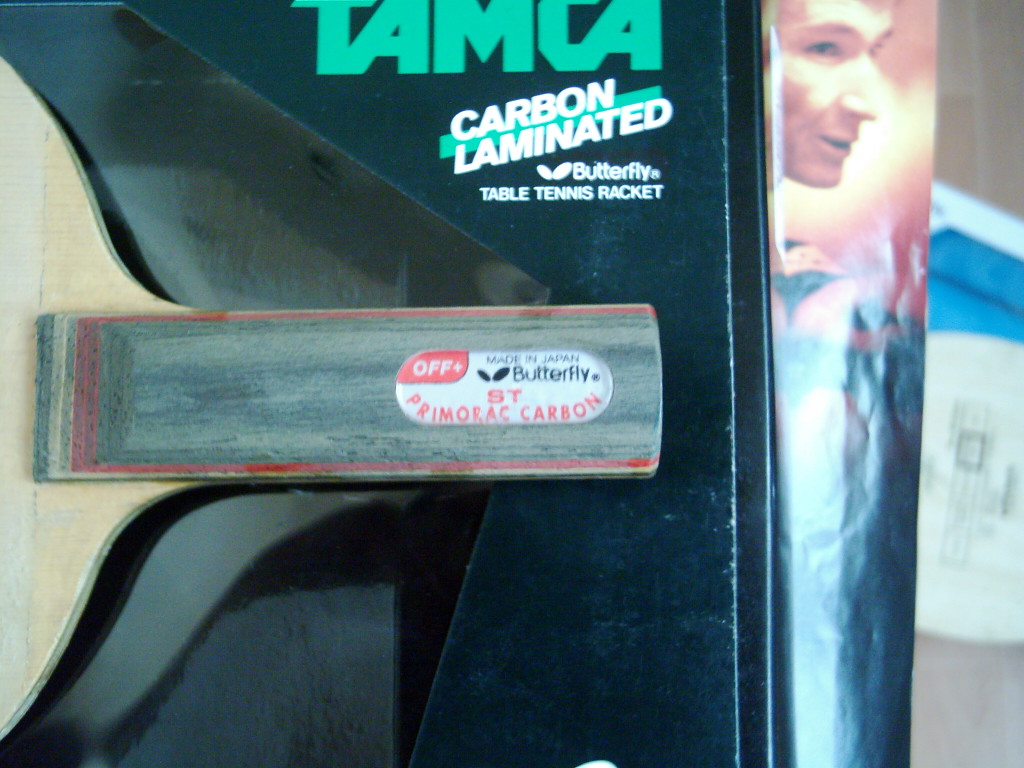 TAMCA
CARBON
LAMINATED
Butterfly®
TABLE TENNIS RACKET
OFF+
MADE IN JAPAN
Butterfly®
ST
PRIMORAC CARBON